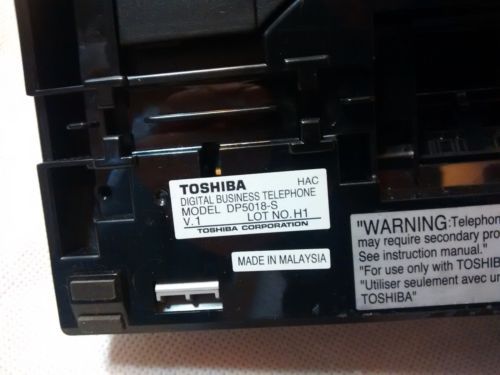 TOSHIBA HAC
DIGITAL BUSINESS TELEPHONE
MODEL DP5018-S
V.1 LOT NO.H1
TOSHIBA CORPORATION
MADE IN MALAYSIA
"WARNING:Telephon
may require secondary pro
See instruction manual."
"For use only with TOSHIB
"Utiliser seulement avec un
TOSHIBA"